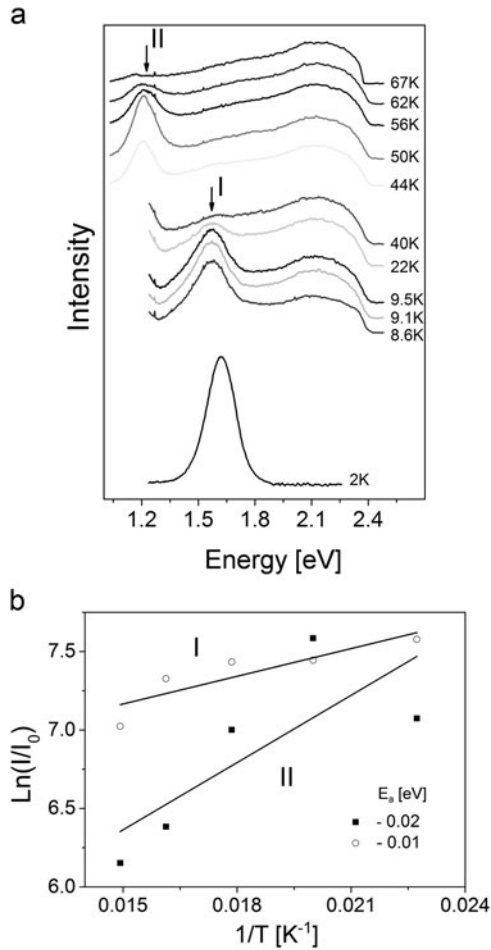 a
II
67K
62K
56K
50K
44K
I
40K
22K
9.5K
9.1K
8.6K
2K
Intensity
1.2 1.5 1.8 2.1 2.4
Energy [eV]
b
I
II
Ln(I/I₀)
7.5
7.0
6.5
6.0
Eₐ [eV]
- 0.02
- 0.01
0.015 0.018 0.021 0.024
1/T [K⁻¹]